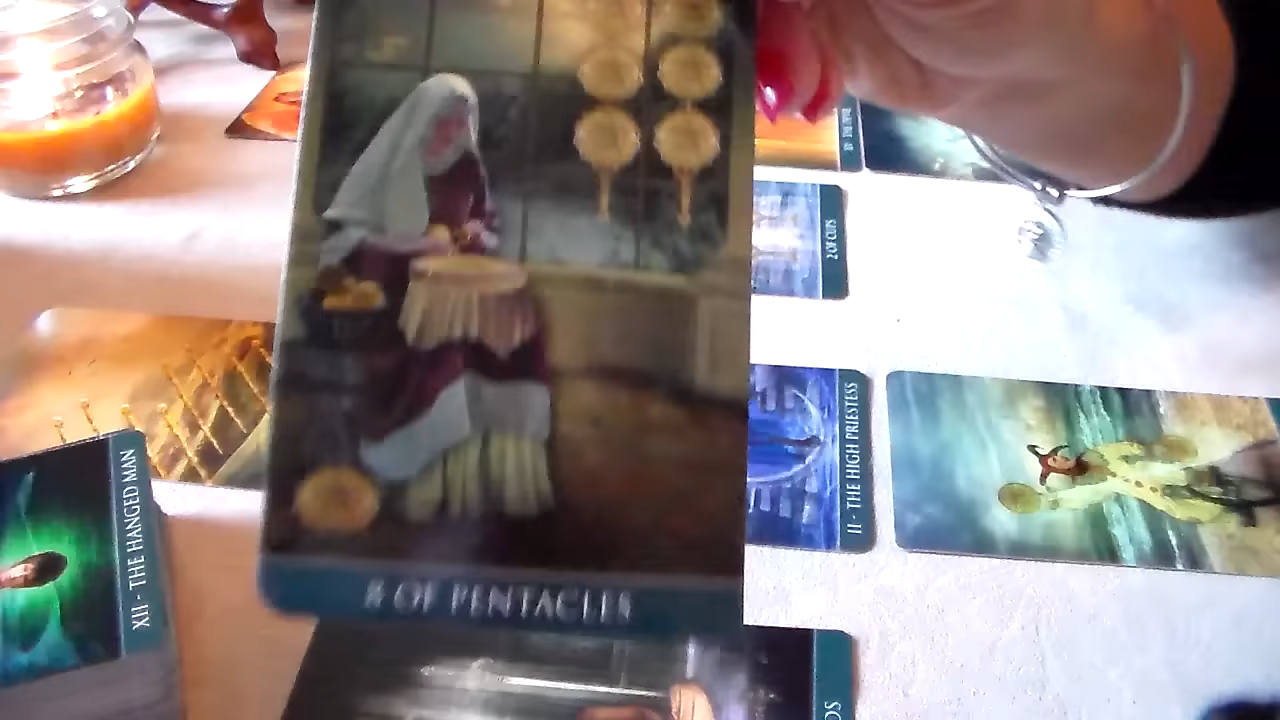 8 OF PENTACLES
XII - THE HANGED MAN
2 OF CUPS
II - THE HIGH PRIESTESS